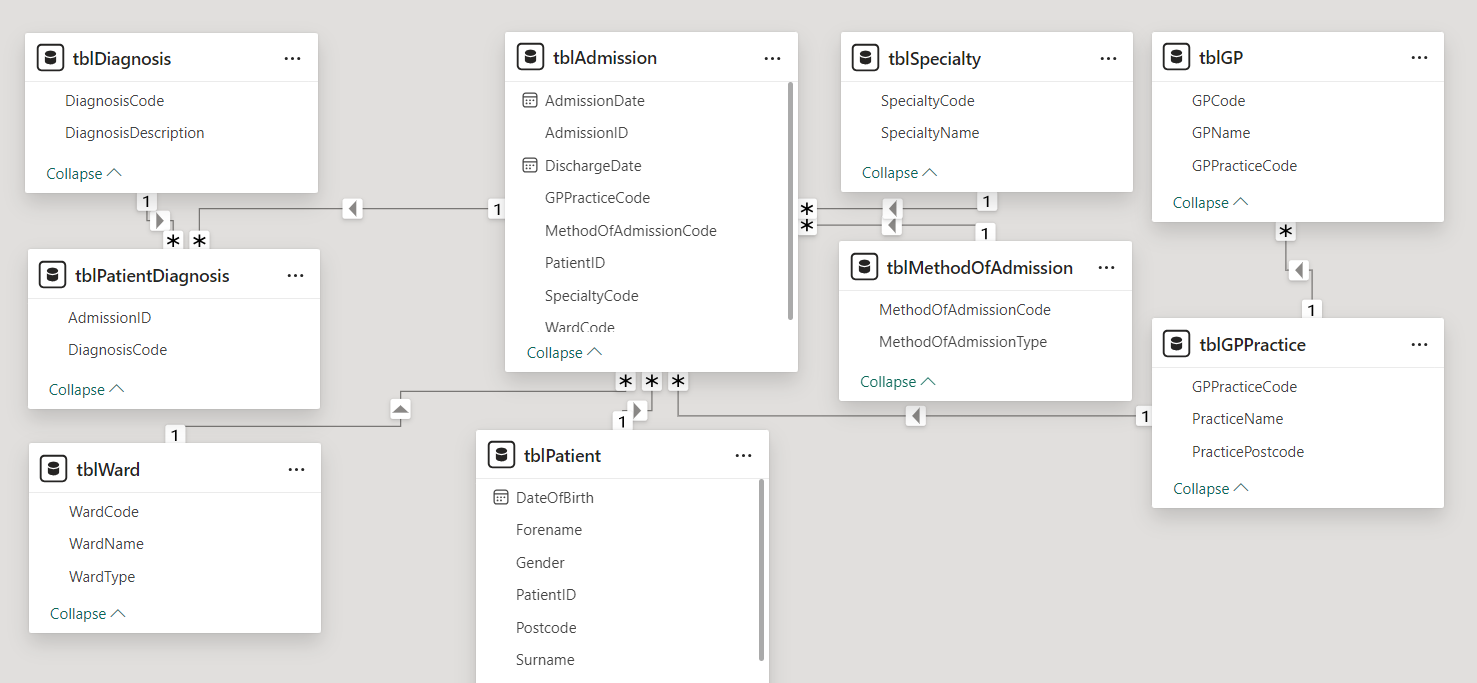 tblDiagnosis
DiagnosisCode
DiagnosisDescription
Collapse
tblAdmission
AdmissionDate
AdmissionID
DischargeDate
GPPracticeCode
MethodOfAdmissionCode
PatientID
SpecialtyCode
WardCode
Collapse
tblSpecialty
SpecialtyCode
SpecialtyName
Collapse
tblGP
GPCode
GPName
GPPracticeCode
Collapse
1
*
*
1
*
1
*
1
*
1
tblPatientDiagnosis
AdmissionID
DiagnosisCode
Collapse
tblMethodOfAdmission
MethodOfAdmissionCode
MethodOfAdmissionType
Collapse
tblGPPractice
GPPracticeCode
PracticeName
PracticePostcode
Collapse
*
*
*
1
1
1
tblWard
WardCode
WardName
WardType
Collapse
tblPatient
DateOfBirth
Forename
Gender
PatientID
Postcode
Surname